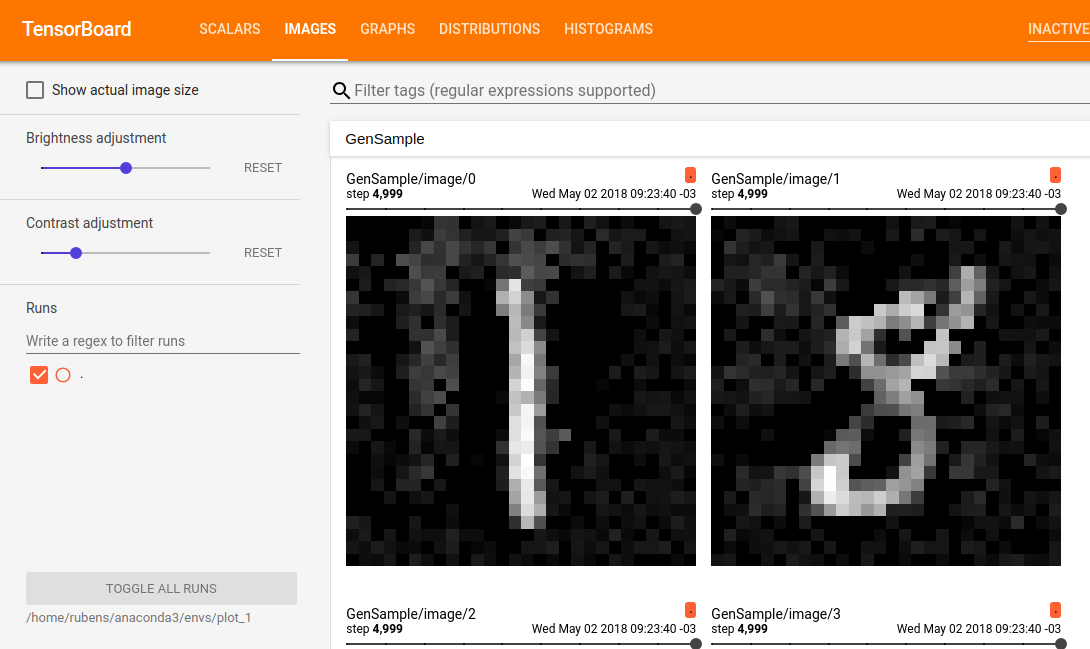 TensorBoard SCALARS IMAGES GRAPHS DISTRIBUTIONS HISTOGRAMS INACTIVE
Show actual image size
Filter tags (regular expressions supported)
Brightness adjustment
RESET
Contrast adjustment
RESET
Runs
Write a regex to filter runs
.
TOGGLE ALL RUNS
/home/rubens/anaconda3/envs/plot_1
GenSample
GenSample/image/0 .
step 4,999 Wed May 02 2018 09:23:40 -03
GenSample/image/1 .
step 4,999 Wed May 02 2018 09:23:40 -03
1
8
GenSample/image/2 .
step 4,999 Wed May 02 2018 09:23:40 -03
GenSample/image/3 .
step 4,999 Wed May 02 2018 09:23:40 -03